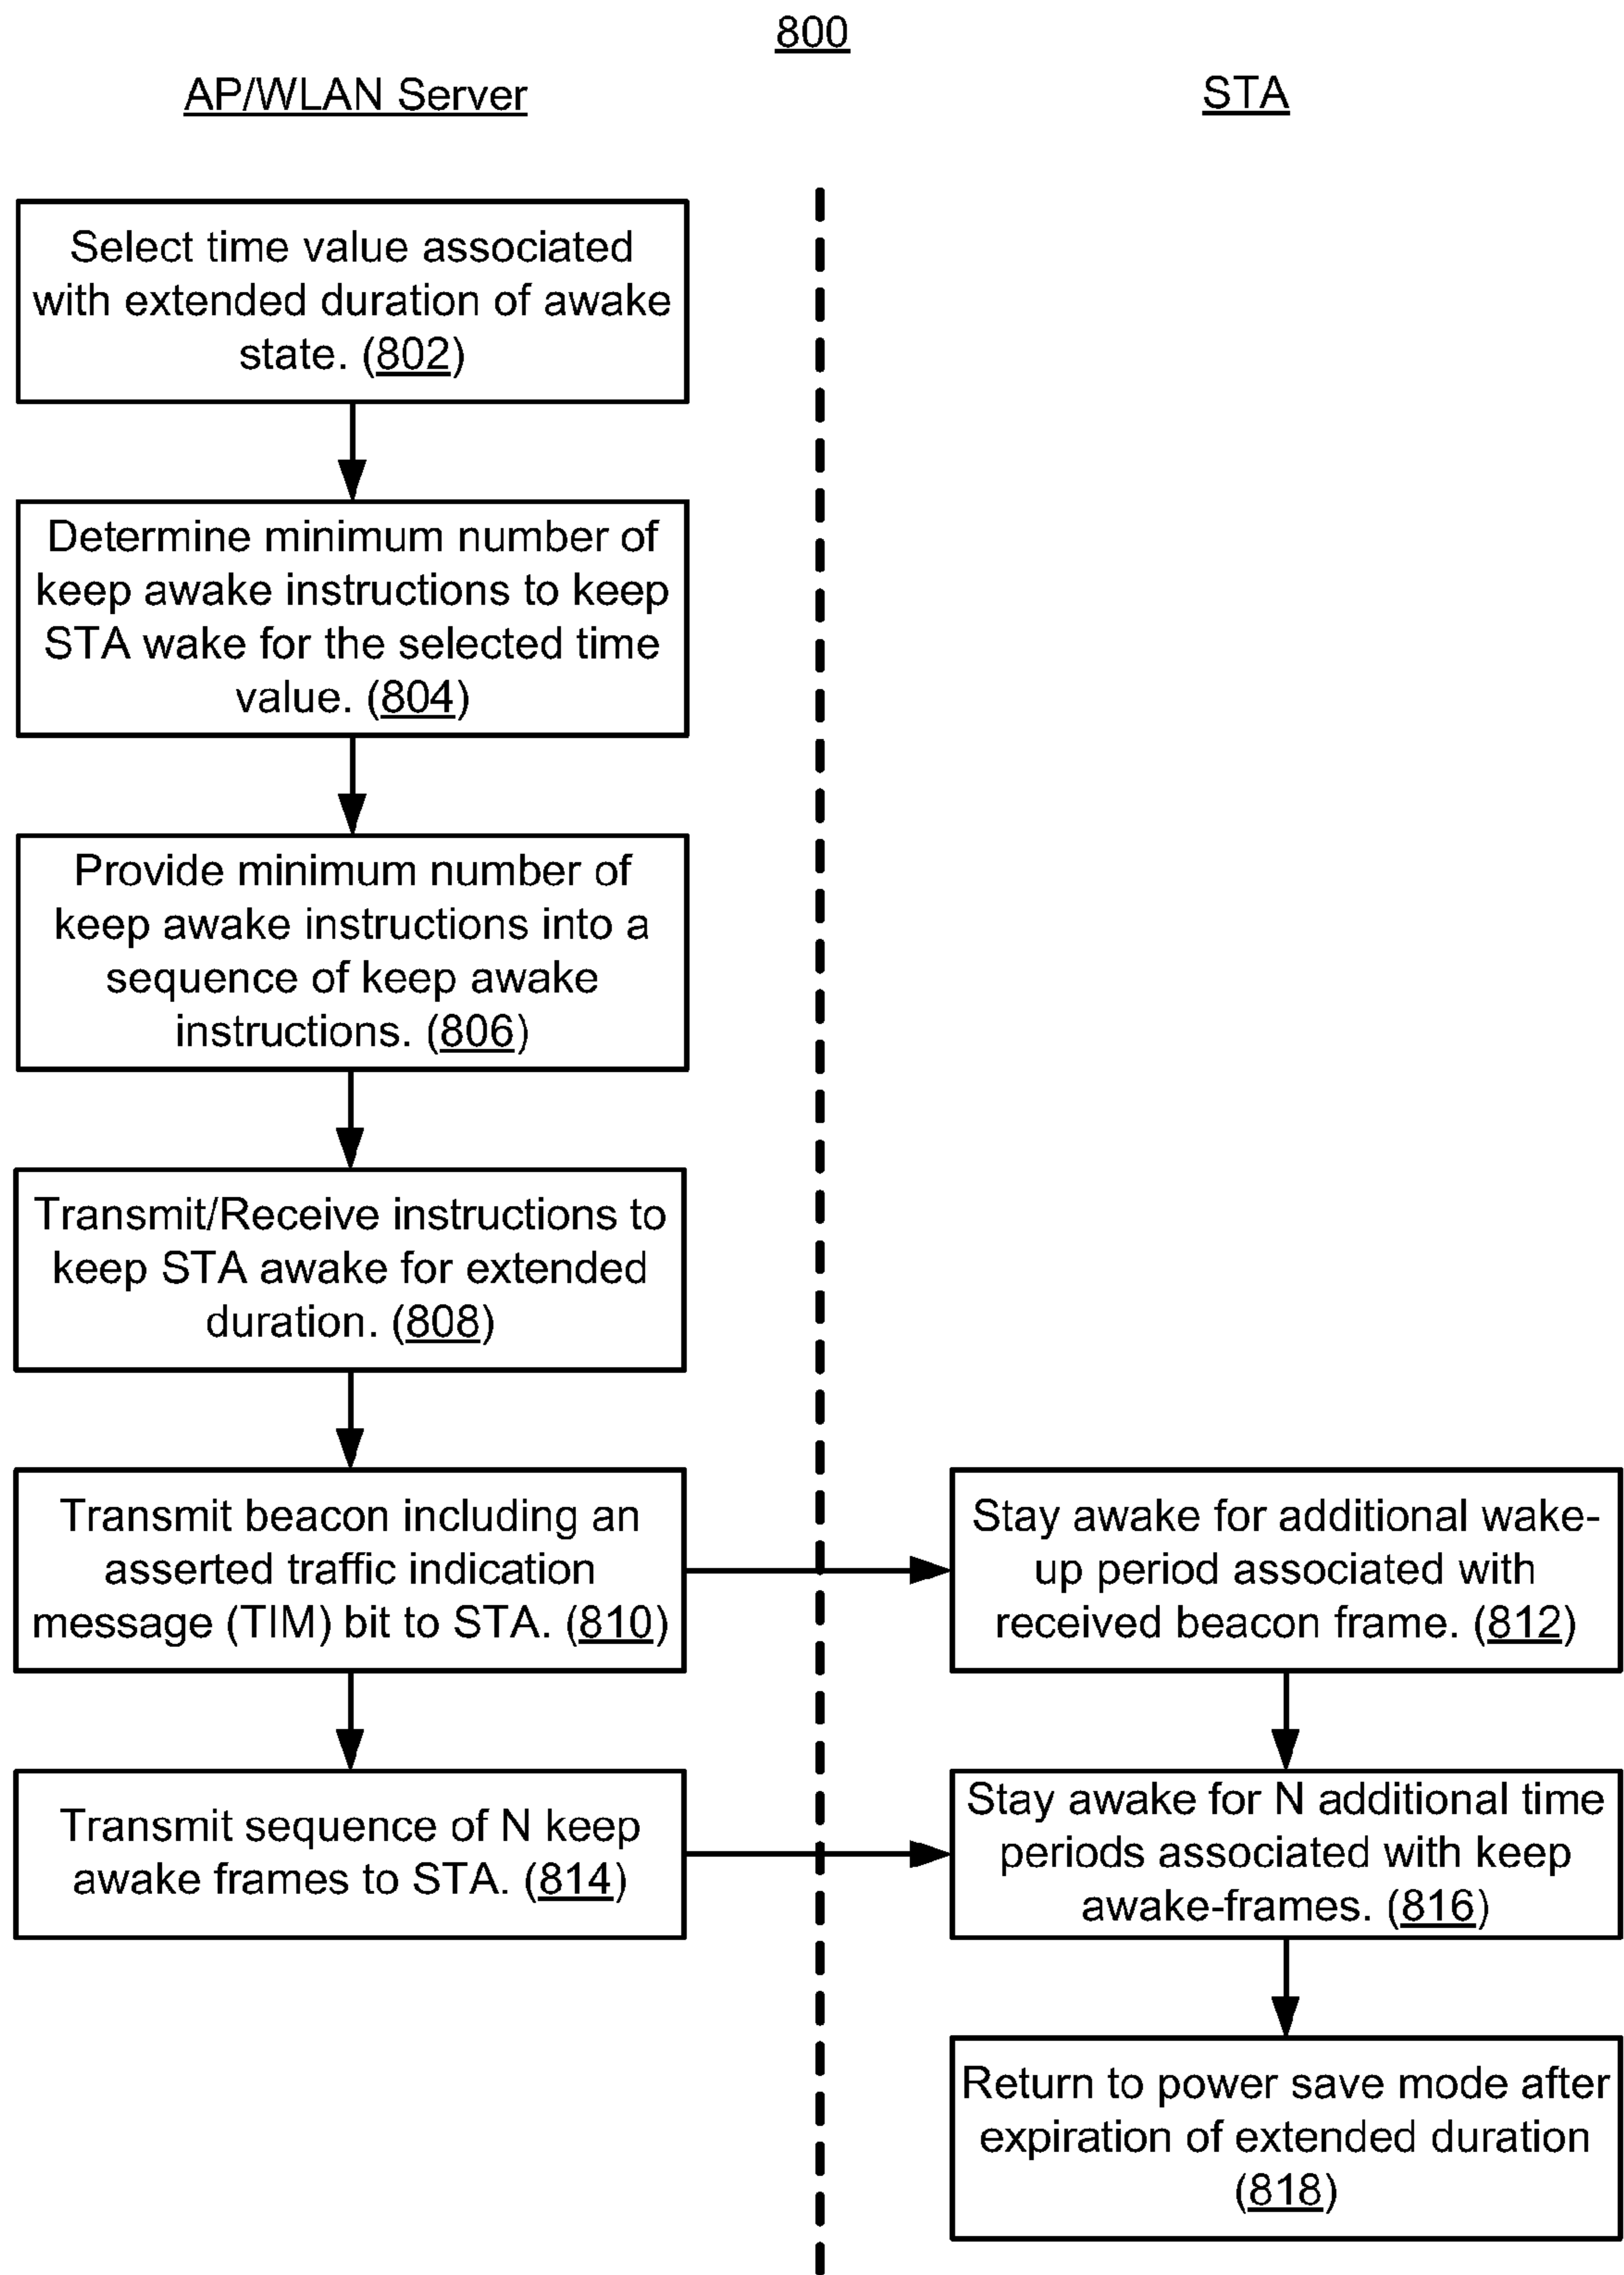 800
AP/WLAN Server
STA
Select time value associated
with extended duration of awake
state. (802)
Determine minimum number of
keep awake instructions to keep
STA wake for the selected time
value. (804)
Provide minimum number of
keep awake instructions into a
sequence of keep awake
instructions. (806)
Transmit/Receive instructions to
keep STA awake for extended
duration. (808)
Transmit beacon including an
asserted traffic indication
message (TIM) bit to STA. (810)
Stay awake for additional wake-
up period associated with
received beacon frame. (812)
Transmit sequence of N keep
awake frames to STA. (814)
Stay awake for N additional time
periods associated with keep
awake-frames. (816)
Return to power save mode after
expiration of extended duration
(818)